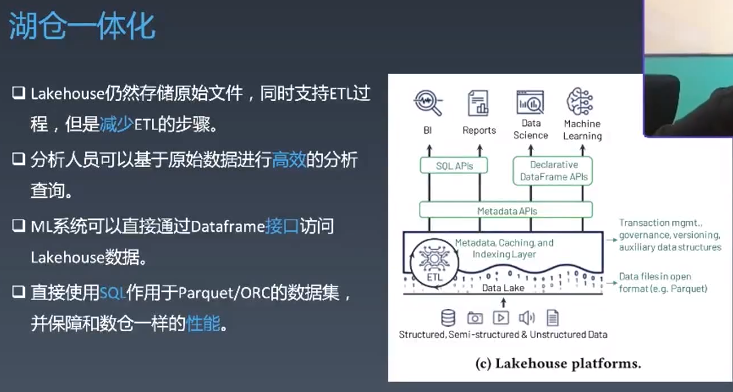 湖仓一体化
❑ Lakehouse仍然存储原始文件，同时支持ETL过
程，但是减少ETL的步骤。
❑ 分析人员可以基于原始数据进行高效的分析
查询。
❑ ML系统可以直接通过Dataframe接口访问
Lakehouse数据。
❑ 直接使用SQL作用于Parquet/ORC的数据集，
并保障和数仓一样的性能。
BI
Reports
Data
Science
Machine
Learning
SQL APIs
Declarative
DataFrame APIs
Metadata APIs
Metadata, Caching, and
Indexing Layer
ETL
Data Lake
Transaction mgmt.,
governance, versioning,
auxiliary data structures
Data files in open
format (e.g. Parquet)
Structured, Semi-structured & Unstructured Data
(c) Lakehouse platforms.